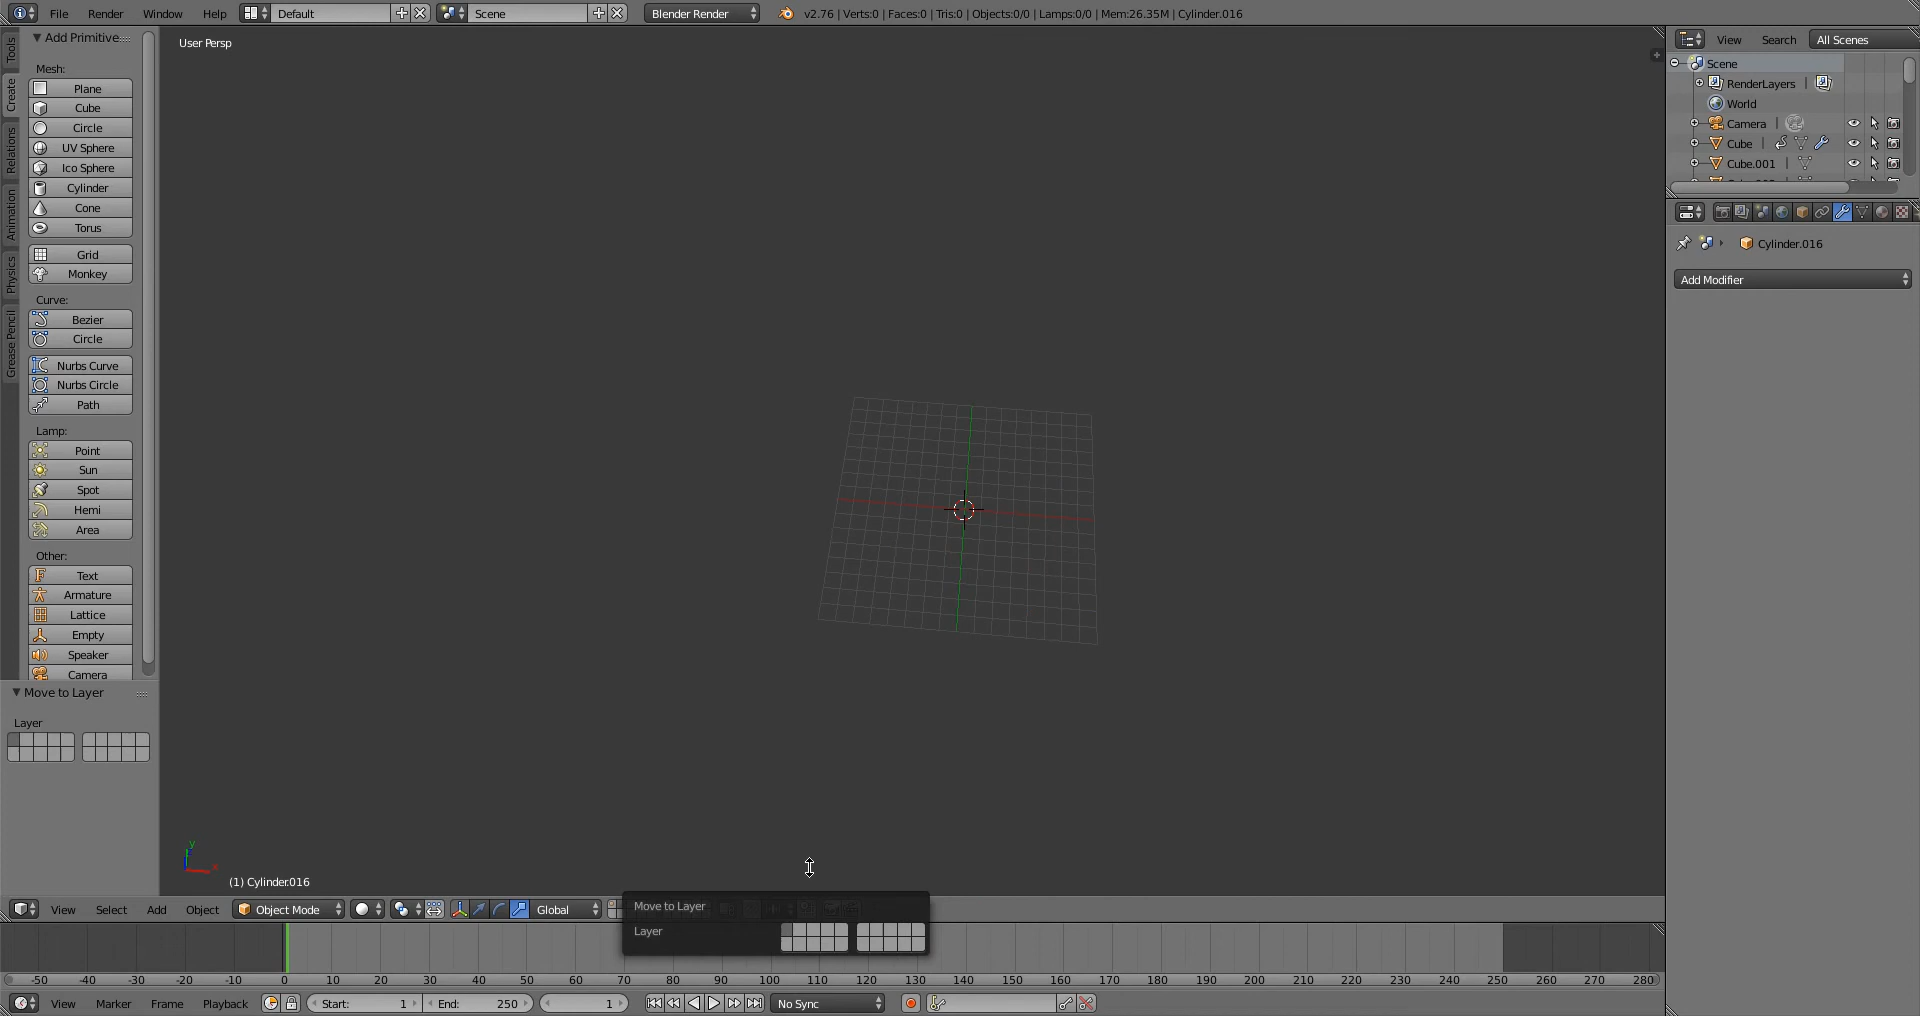 File Render Window Help Default Scene Blender Render v2.76 | Verts:0 | Faces:0 | Tris:0 | Objects:0/0 | Lamps:0/0 | Mem:26.35M | Cylinder.016
Tools
Create
Relations
Animation
Physics
Grease Pencil
Add Primitive
Mesh:
Plane
Cube
Circle
UV Sphere
Ico Sphere
Cylinder
Cone
Torus
Grid
Monkey
Curve:
Bezier
Circle
Nurbs Curve
Nurbs Circle
Path
Lamp:
Point
Sun
Spot
Hemi
Area
Other:
Text
Armature
Lattice
Empty
Speaker
Camera
Move to Layer
Layer
User Persp
y
x
(1) Cylinder.016
View Search All Scenes
Scene
RenderLayers |
World
Camera |
Cube |
Cube.001 |
Cylinder.016
Add Modifier
View Select Add Object Object Mode Global
Move to Layer
Layer
-50 -40 -30 -20 -10 0 10 20 30 40 50 60 70 80 90 100 110 120 130 140 150 160 170 180 190 200 210 220 230 240 250 260 270 280
View Marker Frame Playback Start: 1 End: 250 1 No Sync